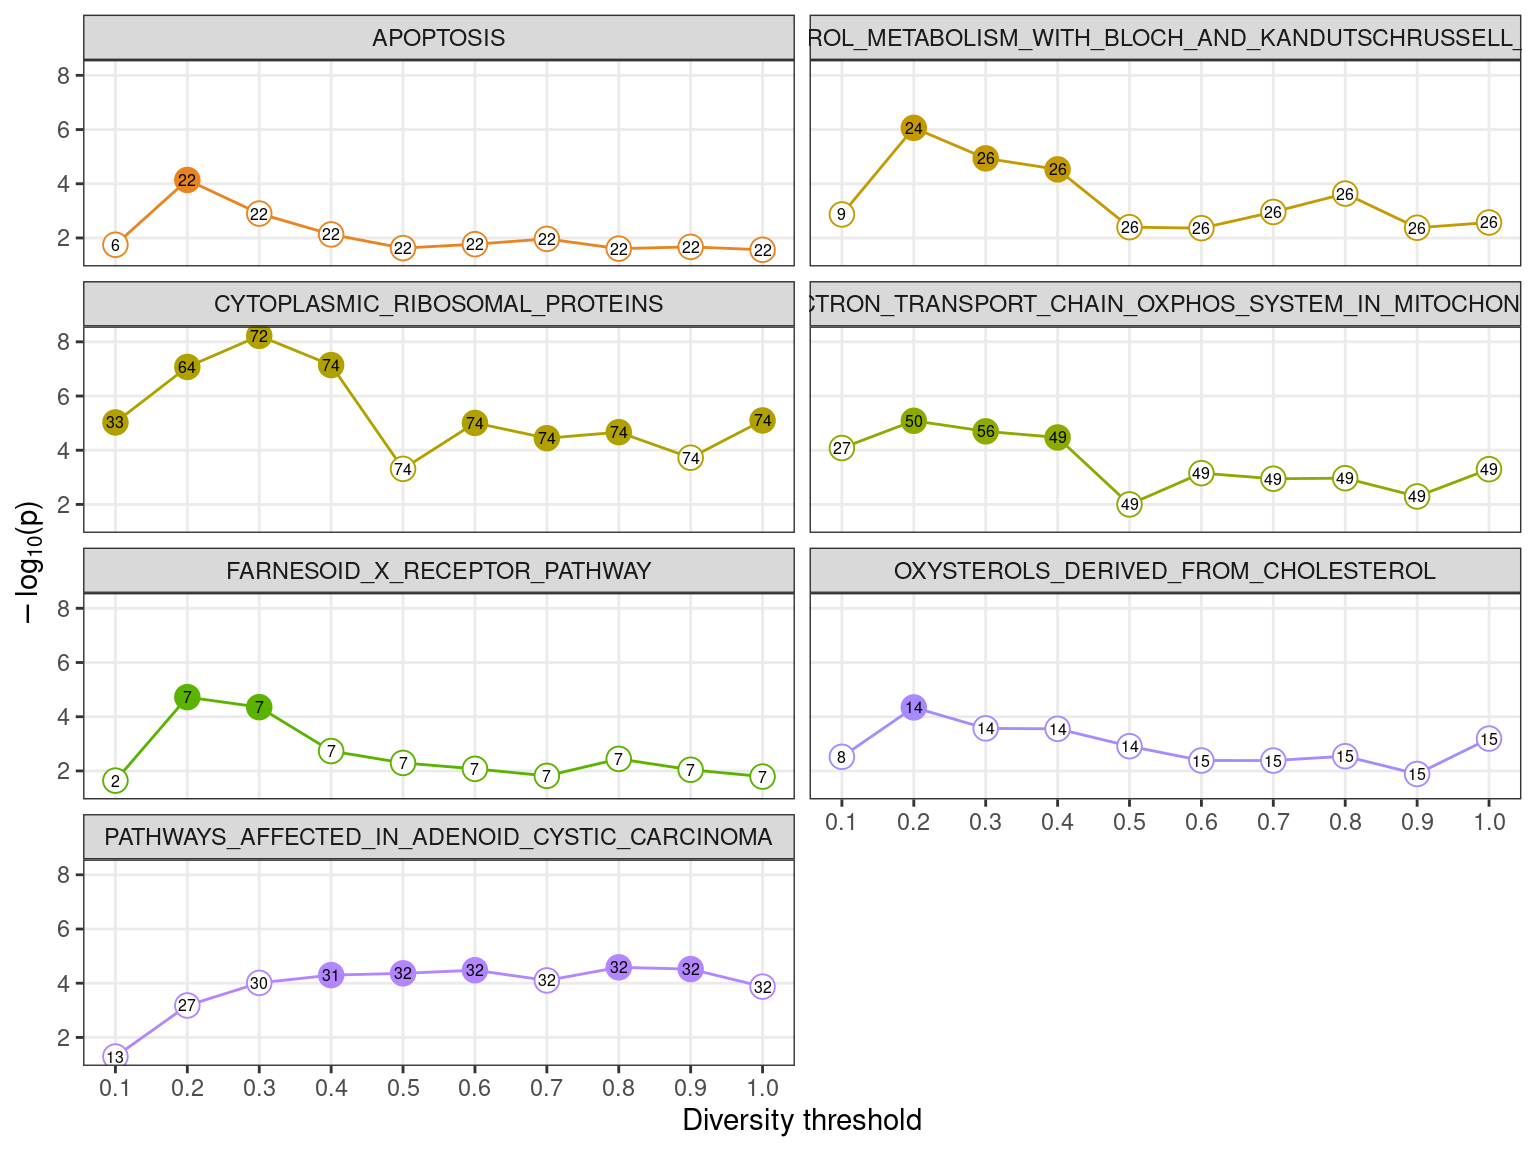 APOPTOSIS
ROL_METABOLISM_WITH_BLOCH_AND_KANDUTSCHRUSSELL_
8
6
4
2
6 22 22 22 22 22 22 22 22 22
9 24 26 26 26 26 26 26 26 26
CYTOPLASMIC_RIBOSOMAL_PROTEINS
CTRON_TRANSPORT_CHAIN_OXPHOS_SYSTEM_IN_MITOCHON
8
6
4
2
33 64 72 74 74 74 74 74 74 74
27 50 56 49 49 49 49 49 49 49
FARNESOID_X_RECEPTOR_PATHWAY
OXYSTEROLS_DERIVED_FROM_CHOLESTEROL
8
6
4
2
2 7 7 7 7 7 7 7 7 7
8 14 14 14 14 15 15 15 15 15
0.1 0.2 0.3 0.4 0.5 0.6 0.7 0.8 0.9 1.0
PATHWAYS_AFFECTED_IN_ADENOID_CYSTIC_CARCINOMA
8
6
4
2
13 27 30 31 32 32 32 32 32 32
0.1 0.2 0.3 0.4 0.5 0.6 0.7 0.8 0.9 1.0
Diversity threshold
− log10(p)